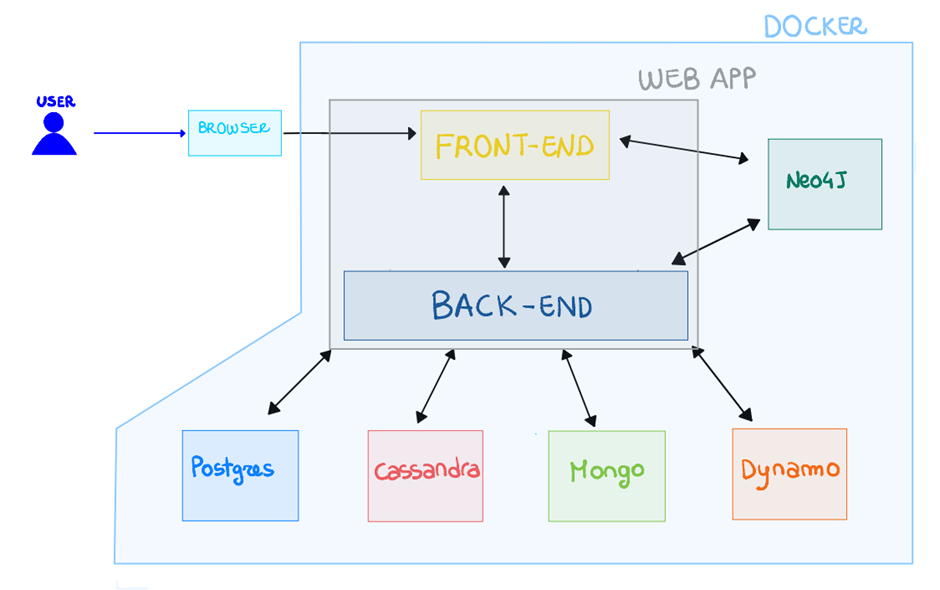 DOCKER
WEB APP
USER
BROWSER
FRONT-END
Neo4J
BACK-END
Postgres
Cassandra
Mongo
Dynamo